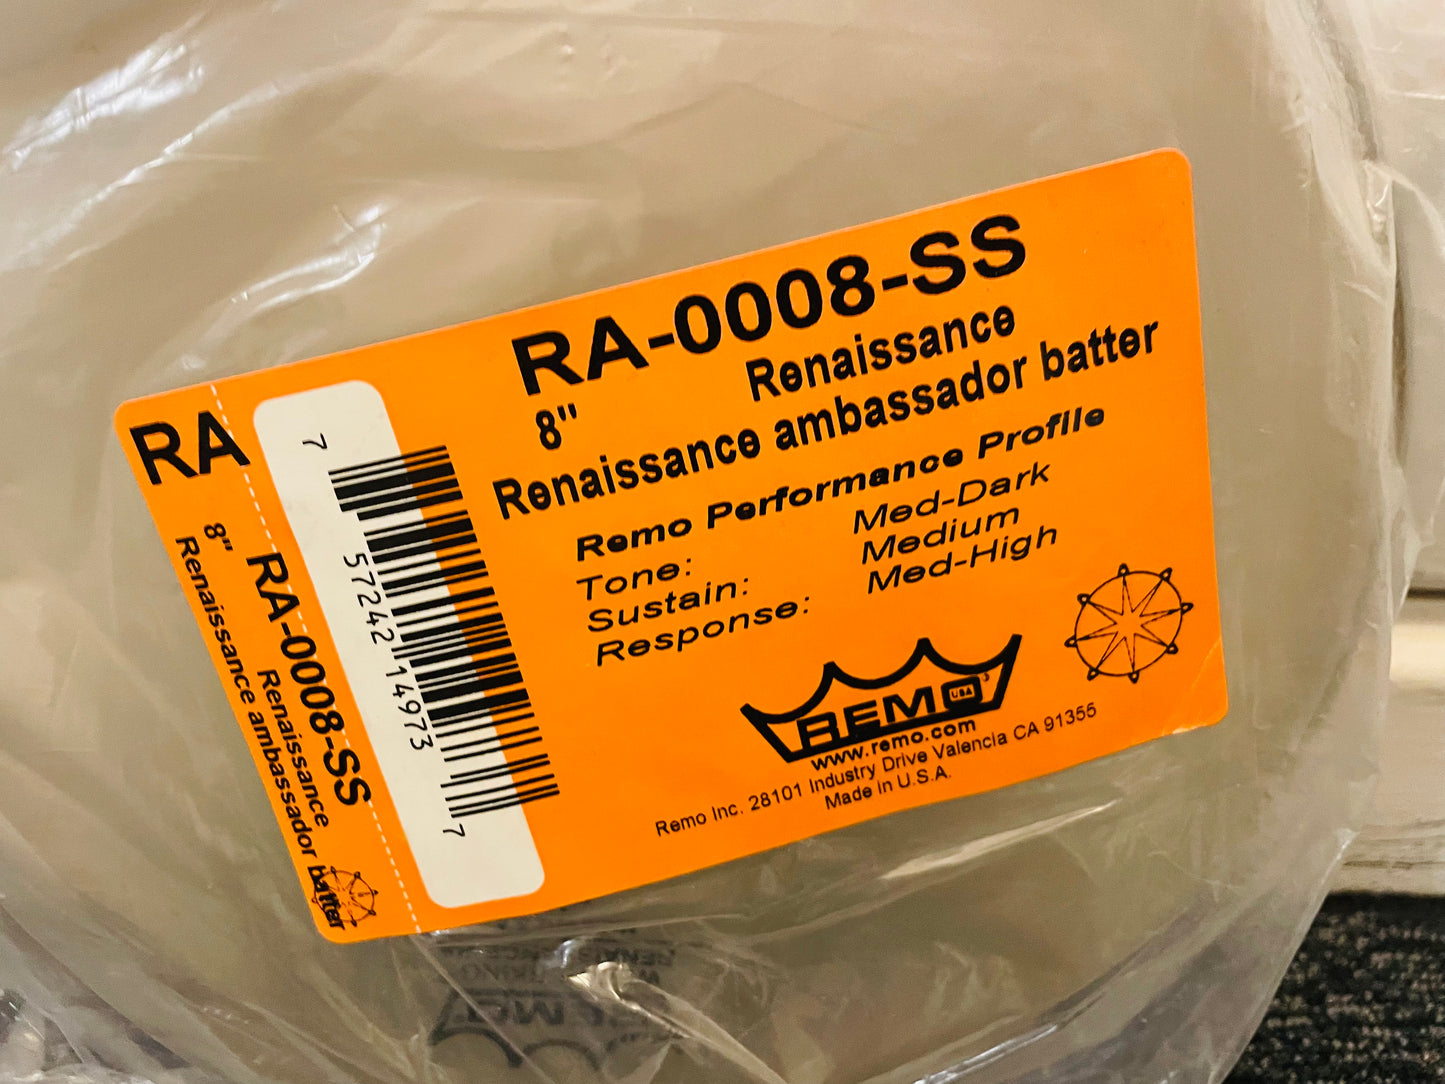 RA-0008-SS
8" Renaissance
Renaissance ambassador batter
Remo Performance Profile
Tone: Med-Dark
Sustain: Medium
Response: Med-High
REMO USA
www.remo.com
Remo Inc. 28101 Industry Drive Valencia CA 91355
Made in U.S.A.
7 57242 14973 7
RA
8" RA-0008-SS
Renaissance
Renaissance ambassador batter